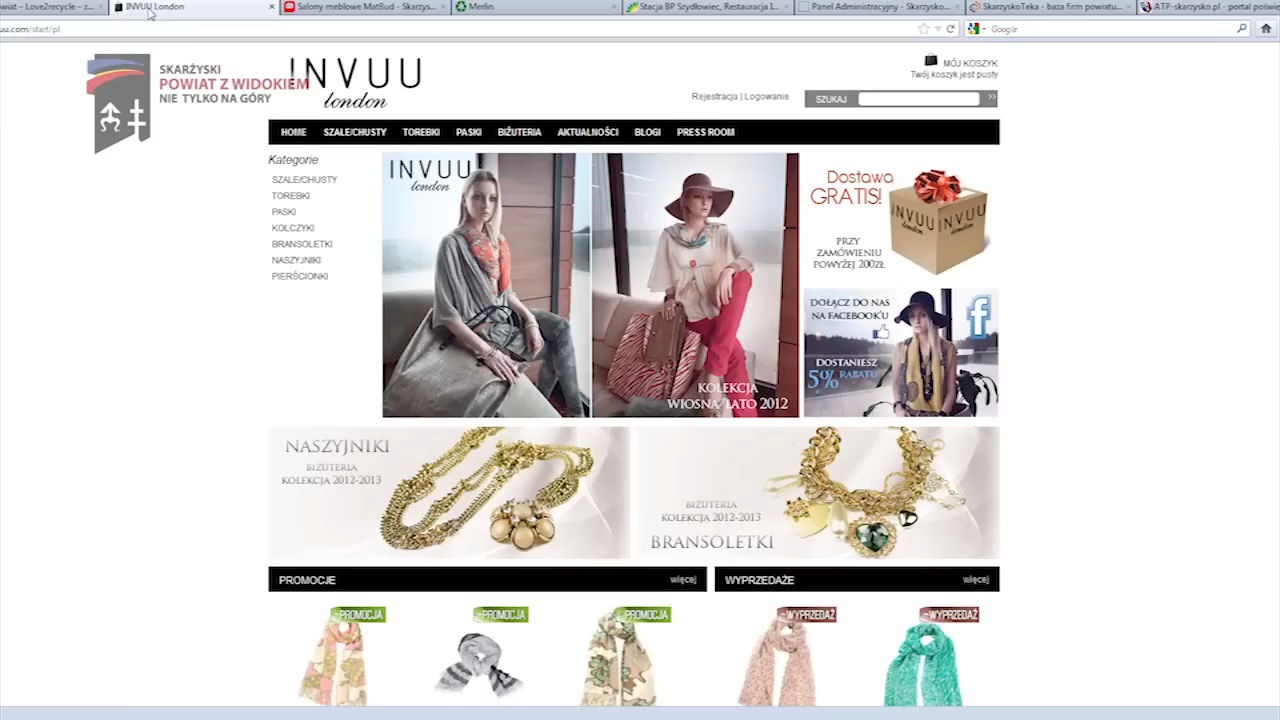 wiat – Love2recycle – z...
INVUU London
Salony meblowe MatBud - Skarżys...
Merlin
Stacja BP Szydłowiec, Restauracja I...
Panel Administracyjny - Skarzysko...
SkarzyskoTeka - baza firm powiatu...
ATP-skarzysko.pl - portal poświę
uu.com/start/pl
Google
SKARŻYSKI
POWIAT Z WIDOKIEM
NIE TYLKO NA GÓRY
INVUU
london
MÓJ KOSZYK
Twój koszyk jest pusty
Rejestracja | Logowanie
SZUKAJ
HOME SZALE/CHUSTY TOREBKI PASKI BIŻUTERIA AKTUALNOŚCI BLOGI PRESS ROOM
Kategorie
SZALE/CHUSTY
TOREBKI
PASKI
KOLCZYKI
BRANSOLETKI
NASZYJNIKI
PIERŚCIONKI
INVUU
london
KOLEKCJA
WIOSNA/LATO 2012
Dostawa
GRATIS!
PRZY
ZAMÓWIENIU
POWYŻEJ 200ZŁ
INVUU
london
INVUU
london
DOŁĄCZ DO NAS
NA FACEBOOK'U
DOSTANIESZ
5% RABATU
f
NASZYJNIKI
BIŻUTERIA
KOLEKCJA 2012-2013
BIŻUTERIA
KOLEKCJA 2012-2013
BRANSOLETKI
PROMOCJE
więcej
WYPRZEDAŻE
więcej
PROMOCJA
PROMOCJA
PROMOCJA
WYPRZEDAŻ
WYPRZEDAŻ